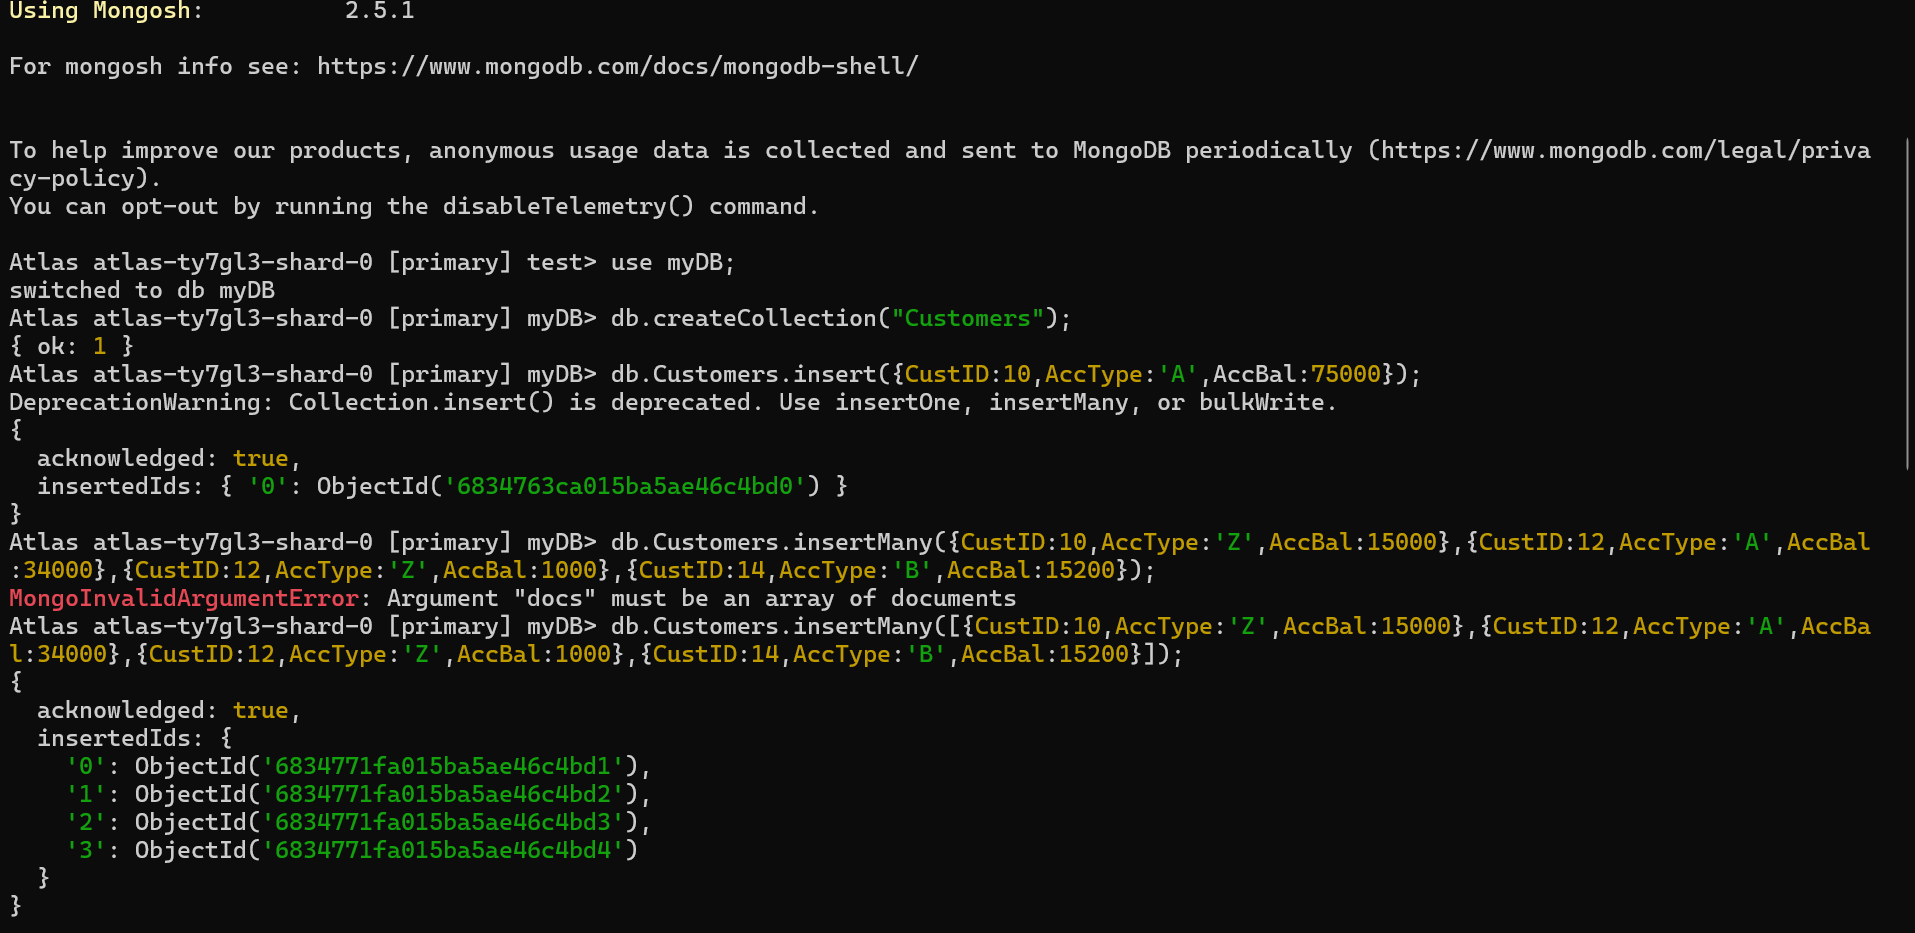 Using Mongosh:          2.5.1
For mongosh info see: https://www.mongodb.com/docs/mongodb-shell/
To help improve our products, anonymous usage data is collected and sent to MongoDB periodically (https://www.mongodb.com/legal/priva
cy-policy).
You can opt-out by running the disableTelemetry() command.
Atlas atlas-ty7gl3-shard-0 [primary] test> use myDB;
switched to db myDB
Atlas atlas-ty7gl3-shard-0 [primary] myDB> db.createCollection("Customers");
{ ok: 1 }
Atlas atlas-ty7gl3-shard-0 [primary] myDB> db.Customers.insert({CustID:10,AccType:'A',AccBal:75000});
DeprecationWarning: Collection.insert() is deprecated. Use insertOne, insertMany, or bulkWrite.
{
  acknowledged: true,
  insertedIds: { '0': ObjectId('6834763ca015ba5ae46c4bd0') }
}
Atlas atlas-ty7gl3-shard-0 [primary] myDB> db.Customers.insertMany({CustID:10,AccType:'Z',AccBal:15000},{CustID:12,AccType:'A',AccBal
:34000},{CustID:12,AccType:'Z',AccBal:1000},{CustID:14,AccType:'B',AccBal:15200});
MongoInvalidArgumentError: Argument "docs" must be an array of documents
Atlas atlas-ty7gl3-shard-0 [primary] myDB> db.Customers.insertMany([{CustID:10,AccType:'Z',AccBal:15000},{CustID:12,AccType:'A',AccBa
l:34000},{CustID:12,AccType:'Z',AccBal:1000},{CustID:14,AccType:'B',AccBal:15200}]);
{
  acknowledged: true,
  insertedIds: {
    '0': ObjectId('6834771fa015ba5ae46c4bd1'),
    '1': ObjectId('6834771fa015ba5ae46c4bd2'),
    '2': ObjectId('6834771fa015ba5ae46c4bd3'),
    '3': ObjectId('6834771fa015ba5ae46c4bd4')
  }
}